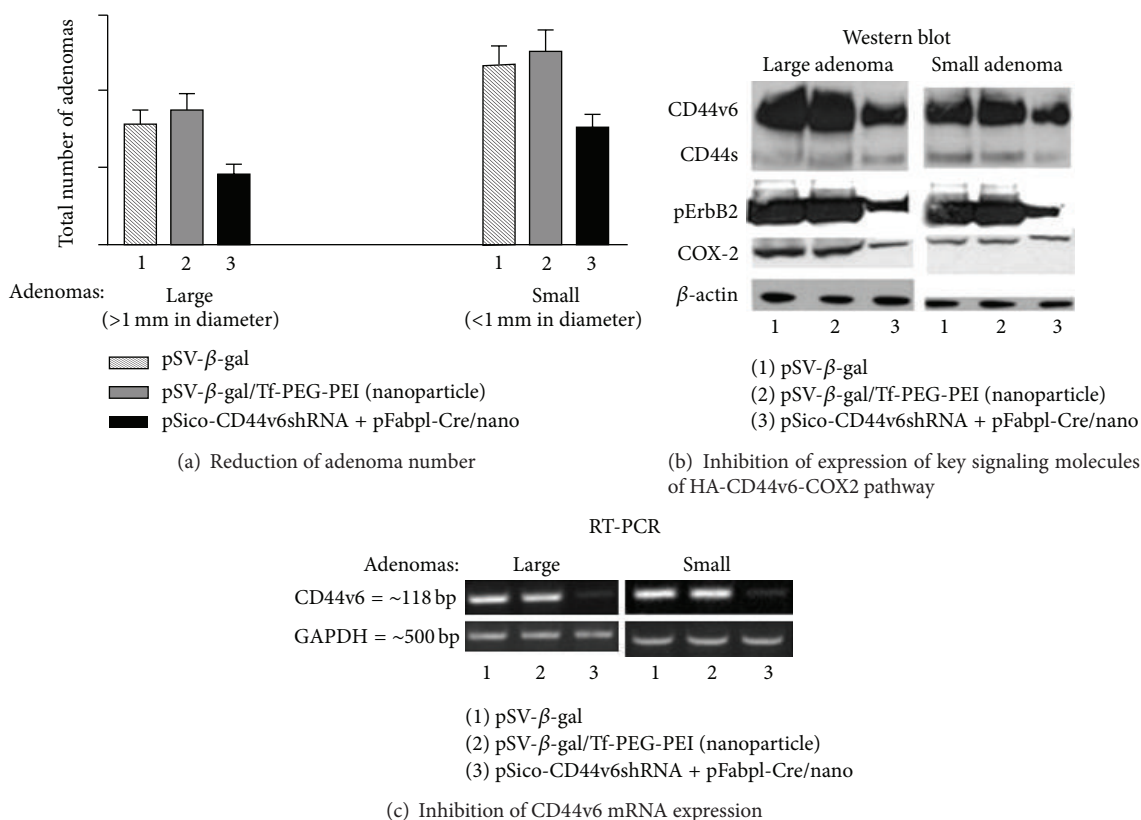 Total number of adenomas
1 2 3 1 2 3
Adenomas: Large Small
(>1 mm in diameter) (<1 mm in diameter)
pSV-β-gal
pSV-β-gal/Tf-PEG-PEI (nanoparticle)
pSico-CD44v6shRNA + pFabpl-Cre/nano
(a) Reduction of adenoma number
Western blot
Large adenoma Small adenoma
CD44v6
CD44s
pErbB2
COX-2
β-actin
1 2 3 1 2 3
(1) pSV-β-gal
(2) pSV-β-gal/Tf-PEG-PEI (nanoparticle)
(3) pSico-CD44v6shRNA + pFabpl-Cre/nano
(b) Inhibition of expression of key signaling molecules
of HA-CD44v6-COX2 pathway
RT-PCR
Adenomas: Large Small
CD44v6 = ~118 bp
GAPDH = ~500 bp
1 2 3 1 2 3
(1) pSV-β-gal
(2) pSV-β-gal/Tf-PEG-PEI (nanoparticle)
(3) pSico-CD44v6shRNA + pFabpl-Cre/nano
(c) Inhibition of CD44v6 mRNA expression